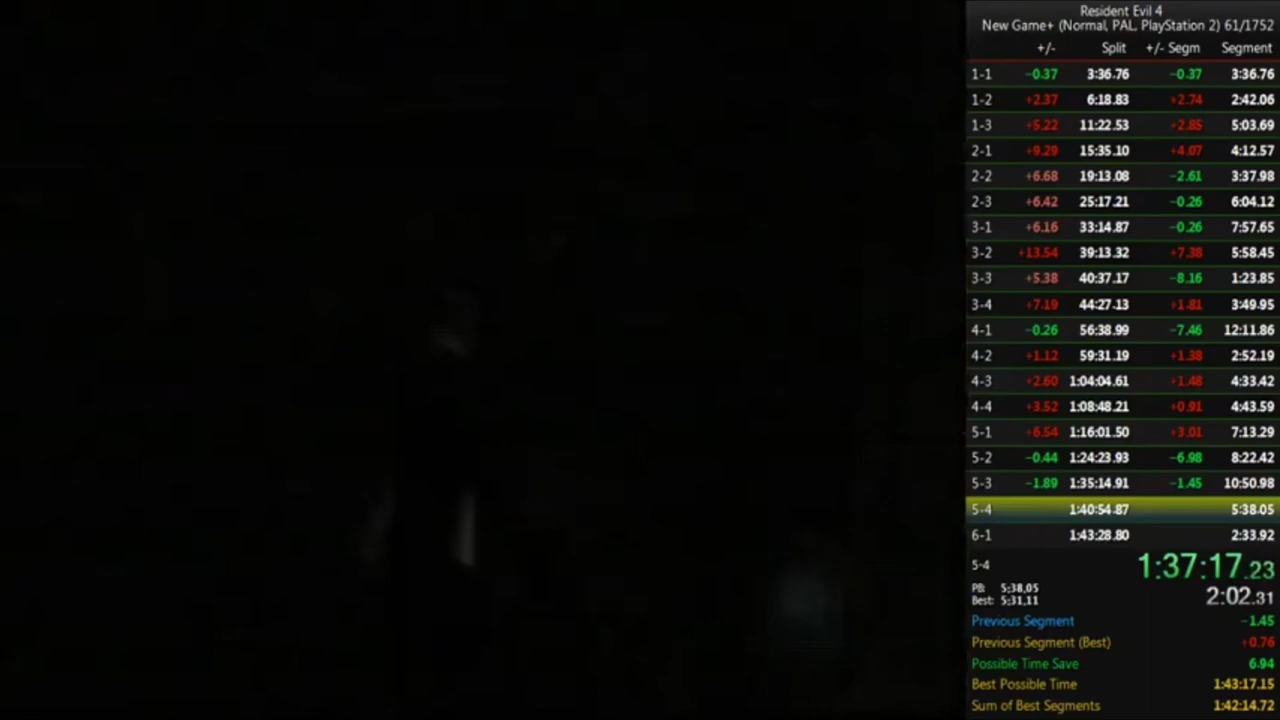 Resident Evil 4
New Game+ (Normal, PAL, PlayStation 2) 61/1752
+/- Split +/- Segm Segment
1-1 −0.37 3:36.76 −0.37 3:36.76
1-2 +2.37 6:18.83 +2.74 2:42.06
1-3 +5.22 11:22.53 +2.85 5:03.69
2-1 +9.29 15:35.10 +4.07 4:12.57
2-2 +6.68 19:13.08 −2.61 3:37.98
2-3 +6.42 25:17.21 −0.26 6:04.12
3-1 +6.16 33:14.87 −0.26 7:57.65
3-2 +13.54 39:13.32 +7.38 5:58.45
3-3 +5.38 40:37.17 −8.16 1:23.85
3-4 +7.19 44:27.13 +1.81 3:49.95
4-1 −0.26 56:38.99 −7.46 12:11.86
4-2 +1.12 59:31.19 +1.38 2:52.19
4-3 +2.60 1:04:04.61 +1.48 4:33.42
4-4 +3.52 1:08:48.21 +0.91 4:43.59
5-1 +6.54 1:16:01.50 +3.01 7:13.29
5-2 −0.44 1:24:23.93 −6.98 8:22.42
5-3 −1.89 1:35:14.91 −1.45 10:50.98
5-4 1:40:54.87 5:38.05
6-1 1:43:28.80 2:33.92
5-4 1:37:17.23
PB: 5:38,05
Best: 5:31,11 2:02.31
Previous Segment −1.45
Previous Segment (Best) +0.76
Possible Time Save 6.94
Best Possible Time 1:43:17.15
Sum of Best Segments 1:42:14.72